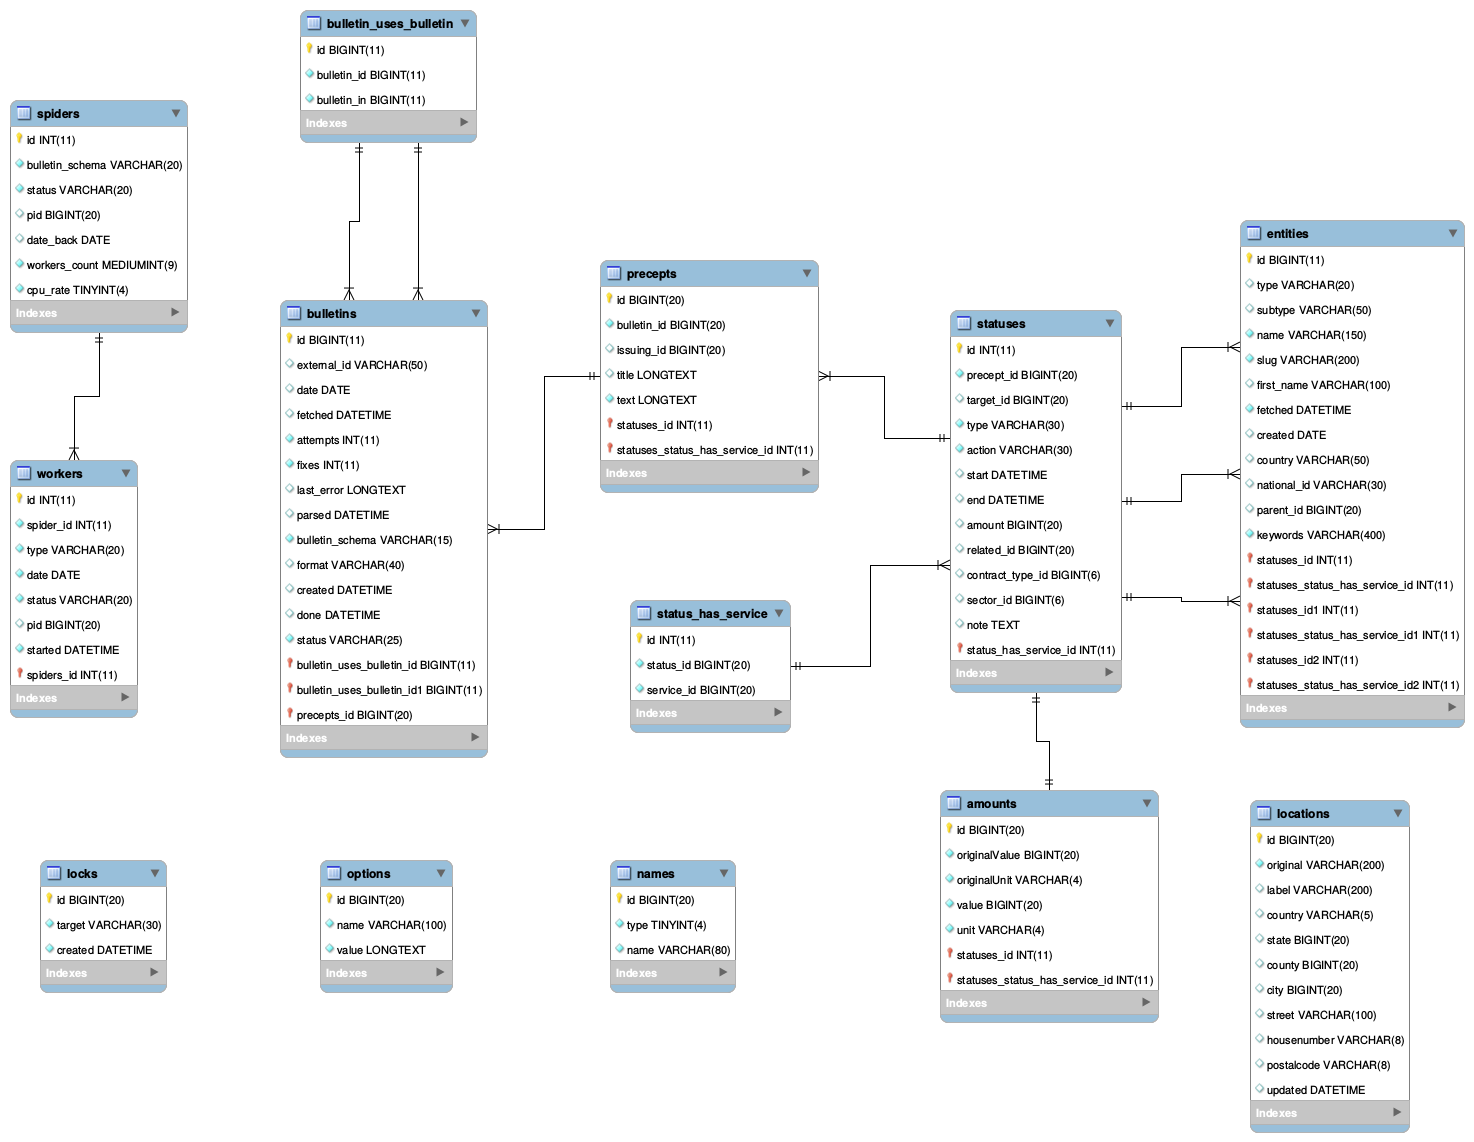 bulletin_uses_bulletin
id BIGINT(11)
bulletin_id BIGINT(11)
bulletin_in BIGINT(11)
Indexes
spiders
id INT(11)
bulletin_schema VARCHAR(20)
status VARCHAR(20)
pid BIGINT(20)
date_back DATE
workers_count MEDIUMINT(9)
cpu_rate TINYINT(4)
Indexes
workers
id INT(11)
spider_id INT(11)
type VARCHAR(20)
date DATE
status VARCHAR(20)
pid BIGINT(20)
started DATETIME
spiders_id INT(11)
Indexes
bulletins
id BIGINT(11)
external_id VARCHAR(50)
date DATE
fetched DATETIME
attempts INT(11)
fixes INT(11)
last_error LONGTEXT
parsed DATETIME
bulletin_schema VARCHAR(15)
format VARCHAR(40)
created DATETIME
done DATETIME
status VARCHAR(25)
bulletin_uses_bulletin_id BIGINT(11)
bulletin_uses_bulletin_id1 BIGINT(11)
precepts_id BIGINT(20)
Indexes
precepts
id BIGINT(20)
bulletin_id BIGINT(20)
issuing_id BIGINT(20)
title LONGTEXT
text LONGTEXT
statuses_id INT(11)
statuses_status_has_service_id INT(11)
Indexes
status_has_service
id INT(11)
status_id BIGINT(20)
service_id BIGINT(20)
Indexes
statuses
id INT(11)
precept_id BIGINT(20)
target_id BIGINT(20)
type VARCHAR(30)
action VARCHAR(30)
start DATETIME
end DATETIME
amount BIGINT(20)
related_id BIGINT(20)
contract_type_id BIGINT(6)
sector_id BIGINT(6)
note TEXT
status_has_service_id INT(11)
Indexes
entities
id BIGINT(11)
type VARCHAR(20)
subtype VARCHAR(50)
name VARCHAR(150)
slug VARCHAR(200)
first_name VARCHAR(100)
fetched DATETIME
created DATE
country VARCHAR(50)
national_id VARCHAR(30)
parent_id BIGINT(20)
keywords VARCHAR(400)
statuses_id INT(11)
statuses_status_has_service_id INT(11)
statuses_id1 INT(11)
statuses_status_has_service_id1 INT(11)
statuses_id2 INT(11)
statuses_status_has_service_id2 INT(11)
Indexes
locks
id BIGINT(20)
target VARCHAR(30)
created DATETIME
Indexes
options
id BIGINT(20)
name VARCHAR(100)
value LONGTEXT
Indexes
names
id BIGINT(20)
type TINYINT(4)
name VARCHAR(80)
Indexes
amounts
id BIGINT(20)
originalValue BIGINT(20)
originalUnit VARCHAR(4)
value BIGINT(20)
unit VARCHAR(4)
statuses_id INT(11)
statuses_status_has_service_id INT(11)
Indexes
locations
id BIGINT(20)
original VARCHAR(200)
label VARCHAR(200)
country VARCHAR(5)
state BIGINT(20)
county BIGINT(20)
city BIGINT(20)
street VARCHAR(100)
housenumber VARCHAR(8)
postalcode VARCHAR(8)
updated DATETIME
Indexes